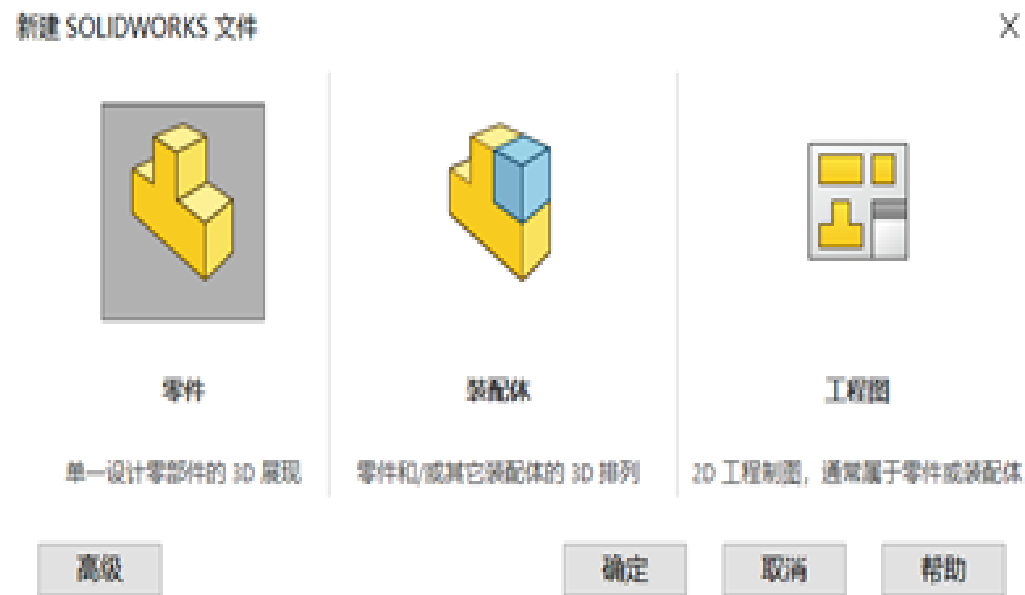 新建 SOLIDWORKS 文件
X
零件
装配体
工程图
单一设计零部件的 3D 展现
零件和/或其它装配体的 3D 排列
2D 工程制图，通常属于零件或装配体
高级
确定
取消
帮助